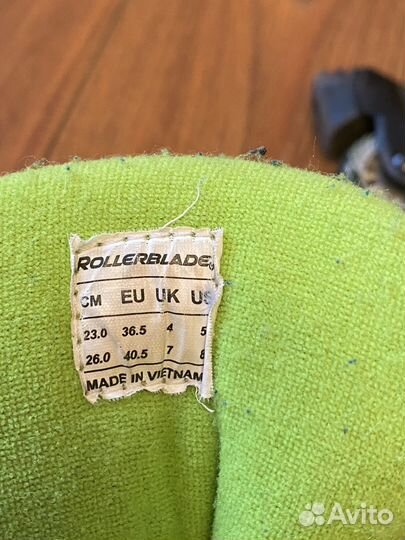 ROLLERBLADE
CM EU UK US
23.0 36.5 4 5
26.0 40.5 7 8
MADE IN VIETNAM
Avito